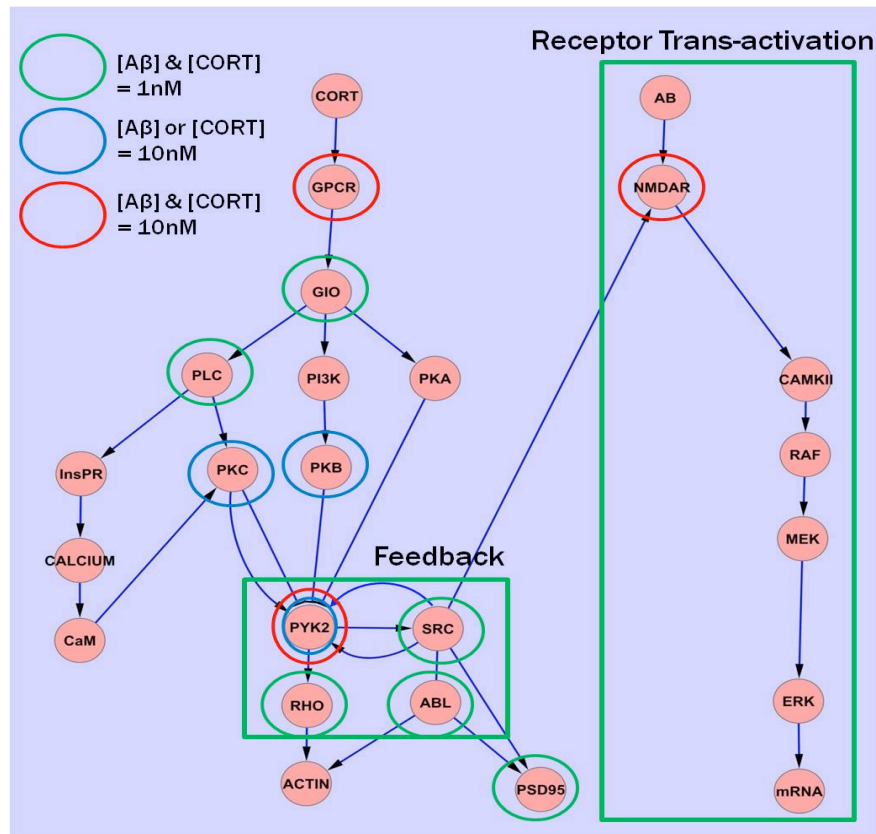 Receptor Trans-activation
[Aβ] & [CORT]
= 1nM
[Aβ] or [CORT]
= 10nM
[Aβ] & [CORT]
= 10nM
CORT
AB
GPCR
NMDAR
GIO
PLC
PI3K
PKA
CAMKII
InsPR
PKC
PKB
RAF
CALCIUM
MEK
Feedback
CaM
PYK2
SRC
RHO
ABL
ERK
ACTIN
PSD95
mRNA